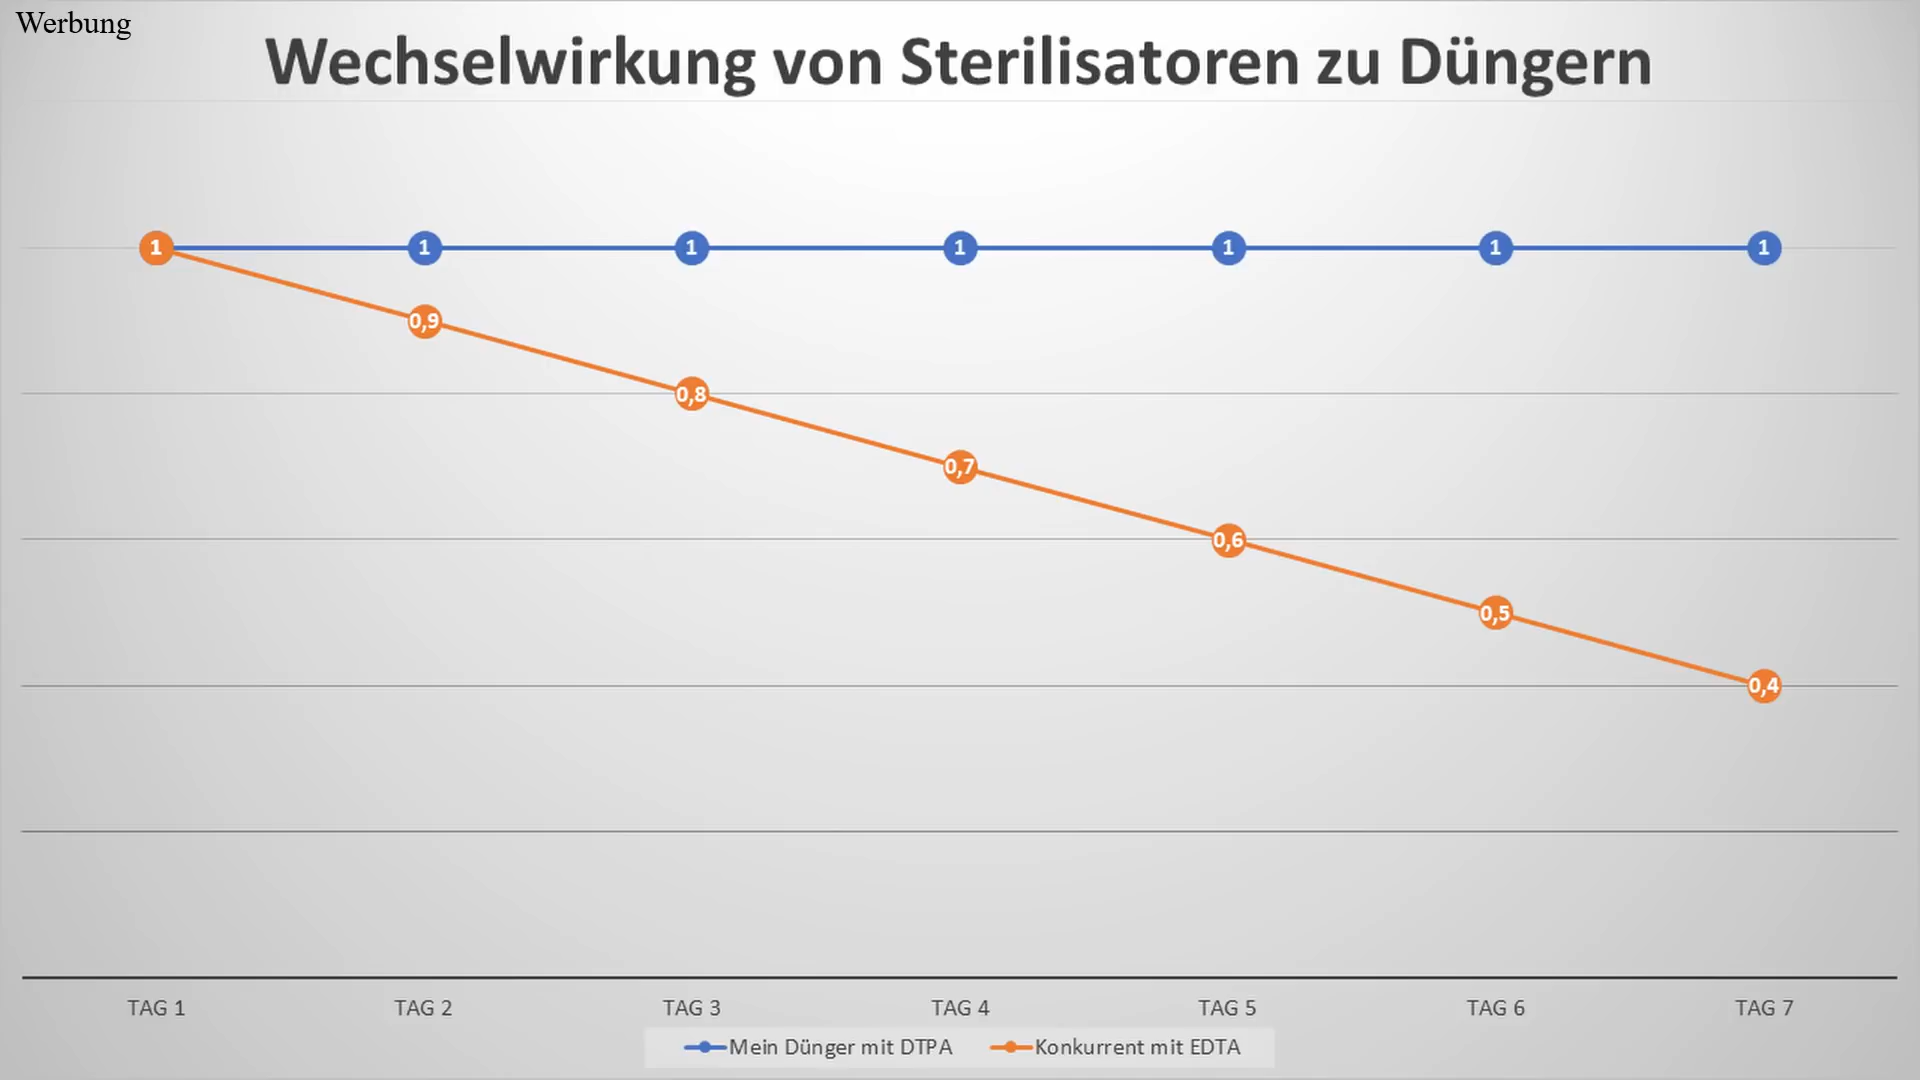 Werbung
Wechselwirkung von Sterilisatoren zu Düngern
1 1 1 1 1 1 1
0,9
0,8
0,7
0,6
0,5
0,4
TAG 1 TAG 2 TAG 3 TAG 4 TAG 5 TAG 6 TAG 7
Mein Dünger mit DTPA Konkurrent mit EDTA